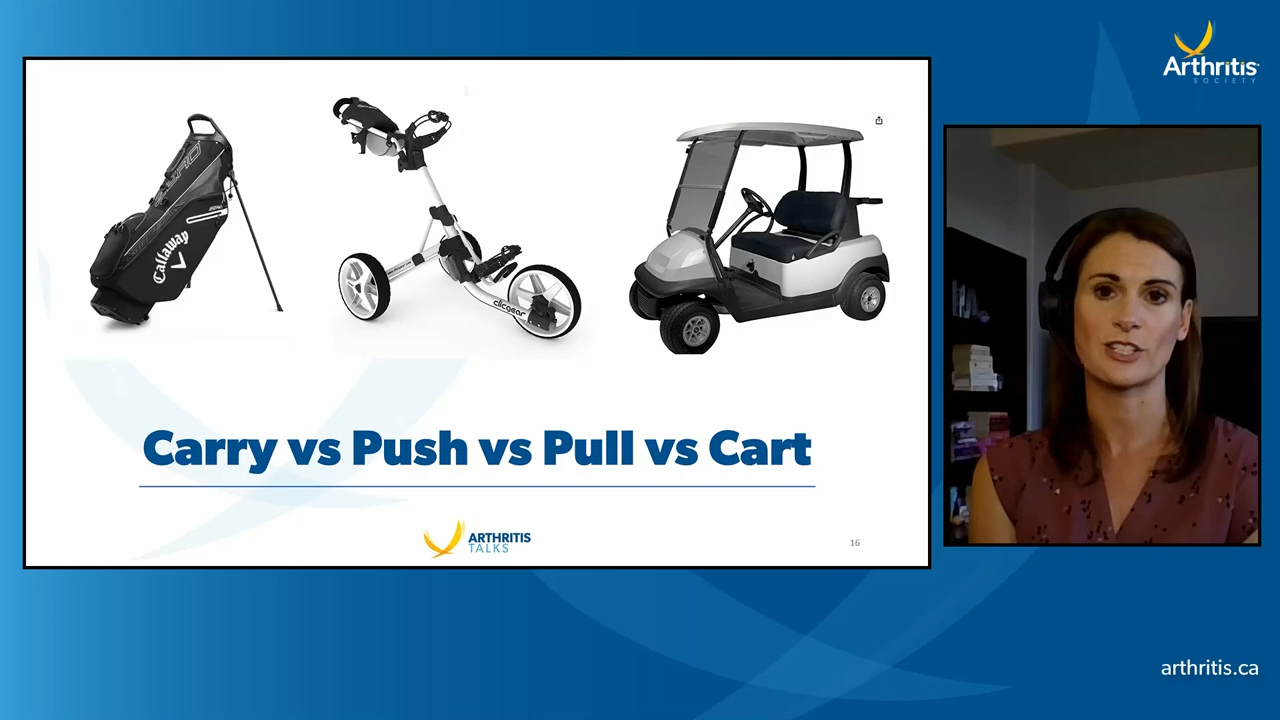 Arthritis
SOCIETY
Callaway
clicgear
Carry vs Push vs Pull vs Cart
ARTHRITIS
TALKS
16
arthritis.ca